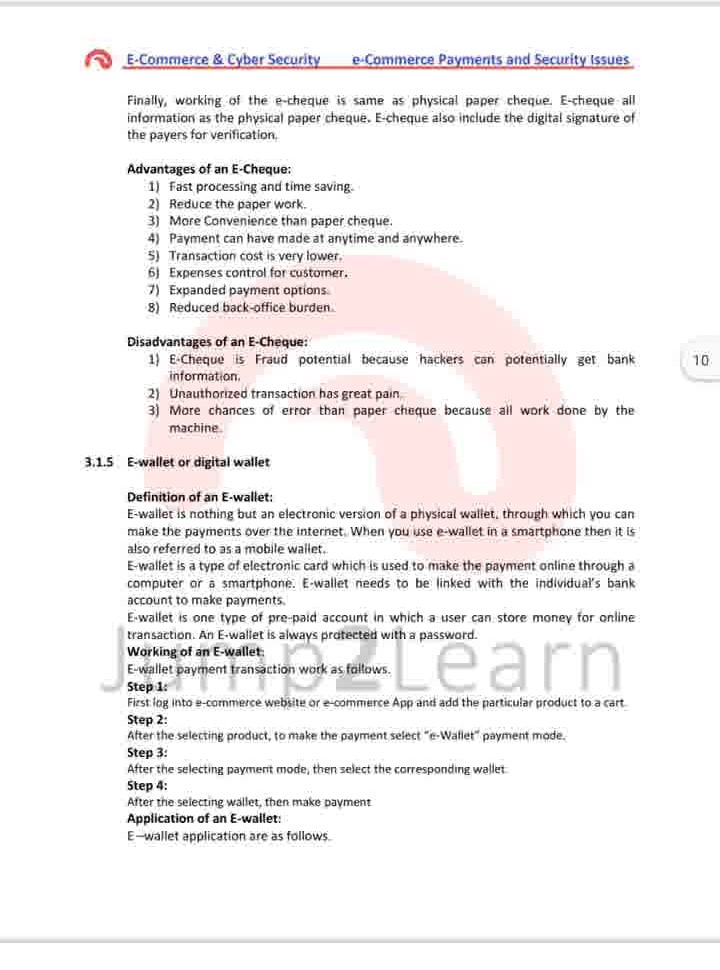 E-Commerce & Cyber Security e-Commerce Payments and Security Issues
Finally, working of the e-cheque is same as physical paper cheque. E-cheque all
information as the physical paper cheque. E-cheque also include the digital signature of
the payers for verification.
Advantages of an E-Cheque:
1) Fast processing and time saving.
2) Reduce the paper work.
3) More Convenience than paper cheque.
4) Payment can have made at anytime and anywhere.
5) Transaction cost is very lower.
6) Expenses control for customer.
7) Expanded payment options.
8) Reduced back-office burden.
Disadvantages of an E-Cheque:
1) E-Cheque is Fraud potential because hackers can potentially get bank
information.
2) Unauthorized transaction has great pain.
3) More chances of error than paper cheque because all work done by the
machine.
10
3.1.5 E-wallet or digital wallet
Definition of an E-wallet:
E-wallet is nothing but an electronic version of a physical wallet, through which you can
make the payments over the internet. When you use e-wallet in a smartphone then it is
also referred to as a mobile wallet.
E-wallet is a type of electronic card which is used to make the payment online through a
computer or a smartphone. E-wallet needs to be linked with the individual's bank
account to make payments.
E-wallet is one type of pre-paid account in which a user can store money for online
transaction. An E-wallet is always protected with a password.
Jump2Learn
Working of an E-wallet:
E-wallet payment transaction work as follows.
Step 1:
First log into e-commerce website or e-commerce App and add the particular product to a cart.
Step 2:
After the selecting product, to make the payment select "e-Wallet" payment mode.
Step 3:
After the selecting payment mode, then select the corresponding wallet.
Step 4:
After the selecting wallet, then make payment
Application of an E-wallet:
E–wallet application are as follows.